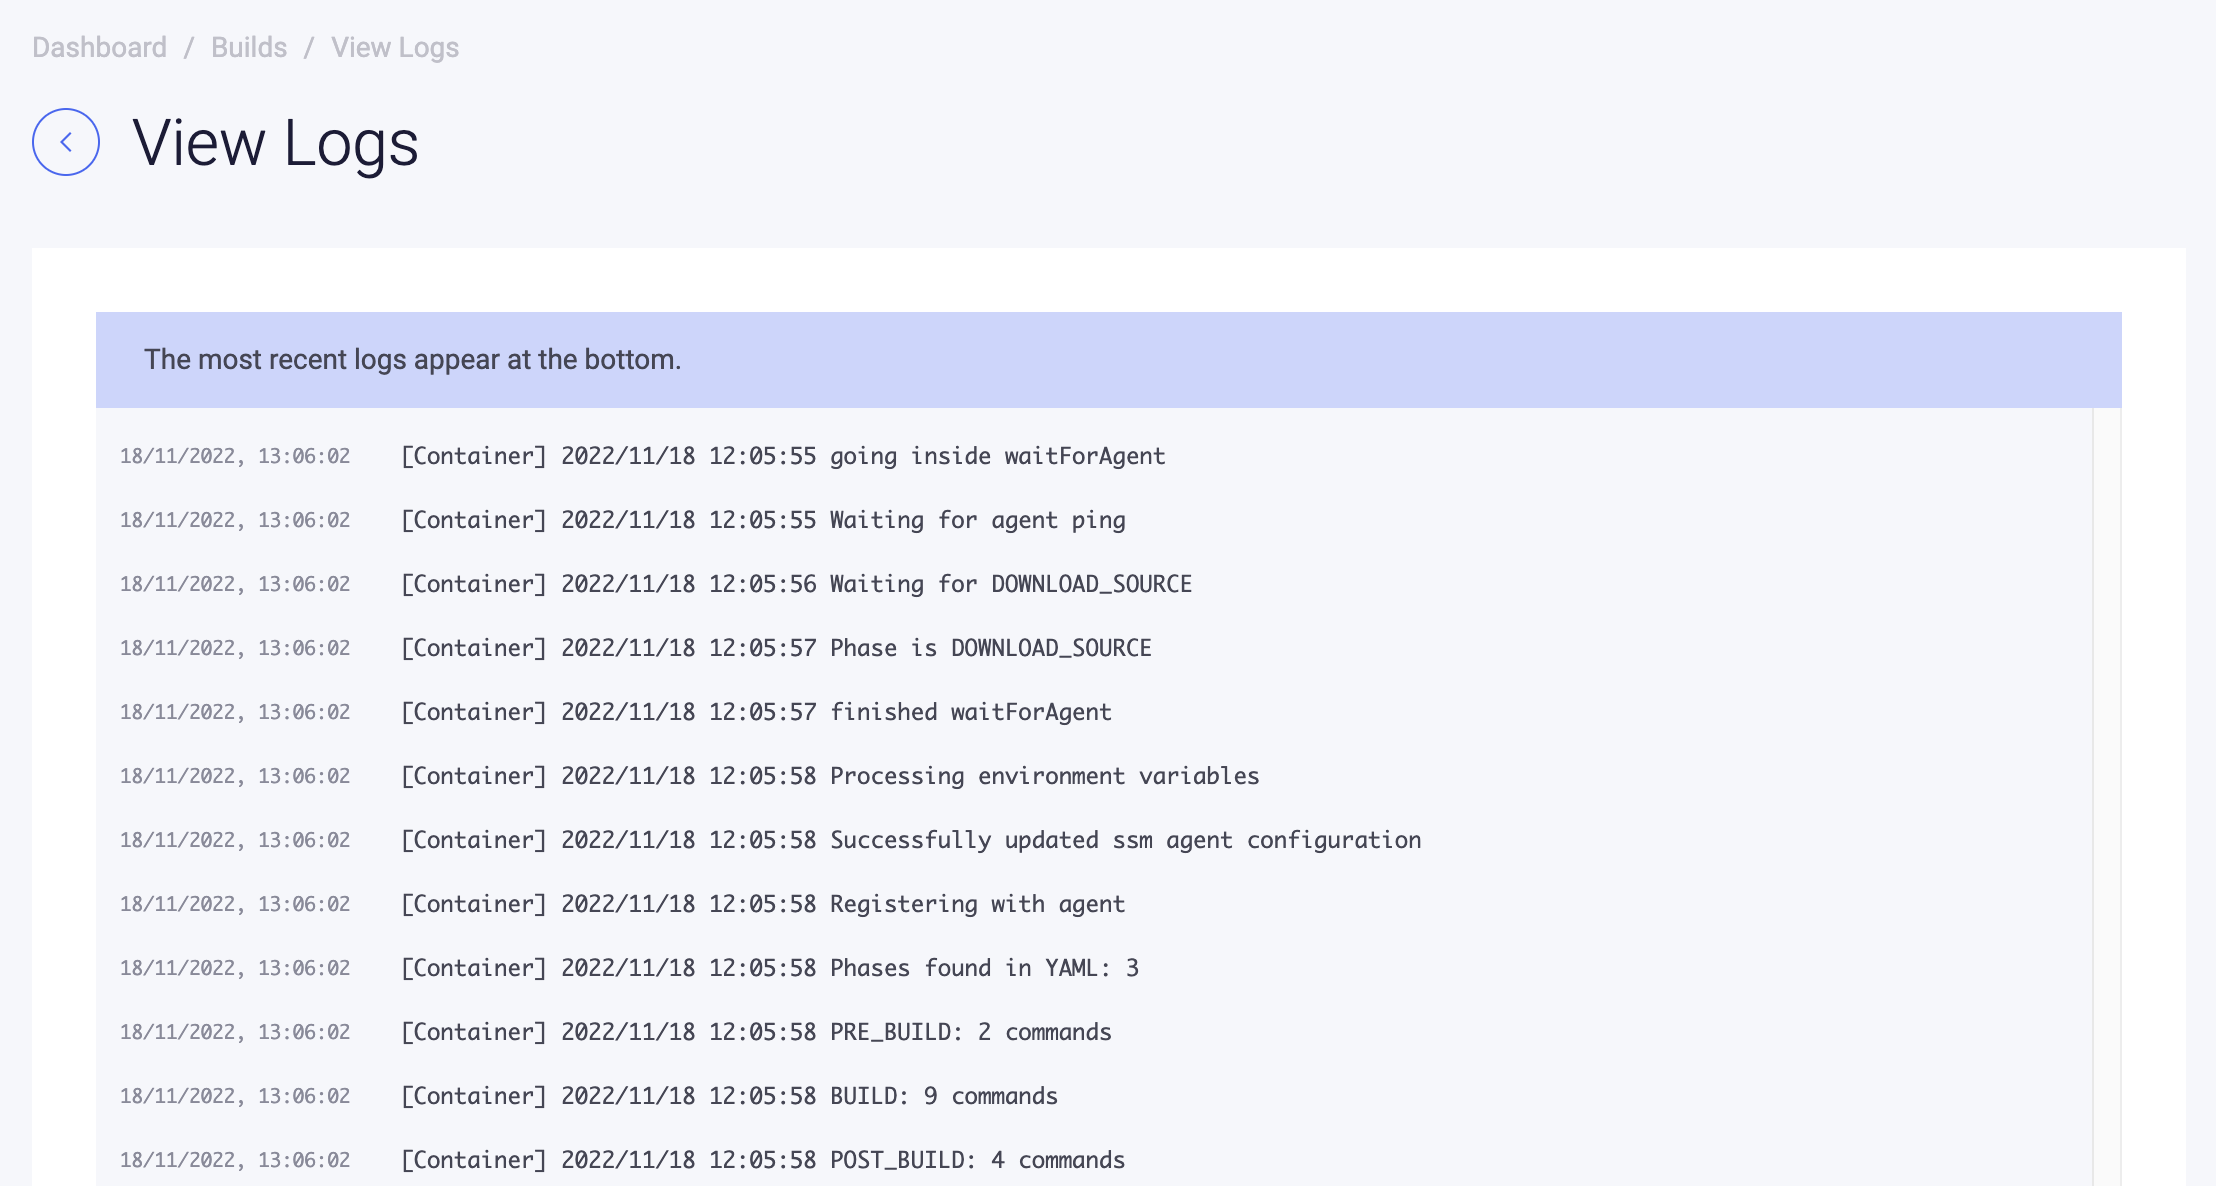 Dashboard / Builds / View Logs
View Logs
The most recent logs appear at the bottom.
18/11/2022, 13:06:02 [Container] 2022/11/18 12:05:55 going inside waitForAgent
18/11/2022, 13:06:02 [Container] 2022/11/18 12:05:55 Waiting for agent ping
18/11/2022, 13:06:02 [Container] 2022/11/18 12:05:56 Waiting for DOWNLOAD_SOURCE
18/11/2022, 13:06:02 [Container] 2022/11/18 12:05:57 Phase is DOWNLOAD_SOURCE
18/11/2022, 13:06:02 [Container] 2022/11/18 12:05:57 finished waitForAgent
18/11/2022, 13:06:02 [Container] 2022/11/18 12:05:58 Processing environment variables
18/11/2022, 13:06:02 [Container] 2022/11/18 12:05:58 Successfully updated ssm agent configuration
18/11/2022, 13:06:02 [Container] 2022/11/18 12:05:58 Registering with agent
18/11/2022, 13:06:02 [Container] 2022/11/18 12:05:58 Phases found in YAML: 3
18/11/2022, 13:06:02 [Container] 2022/11/18 12:05:58 PRE_BUILD: 2 commands
18/11/2022, 13:06:02 [Container] 2022/11/18 12:05:58 BUILD: 9 commands
18/11/2022, 13:06:02 [Container] 2022/11/18 12:05:58 POST_BUILD: 4 commands